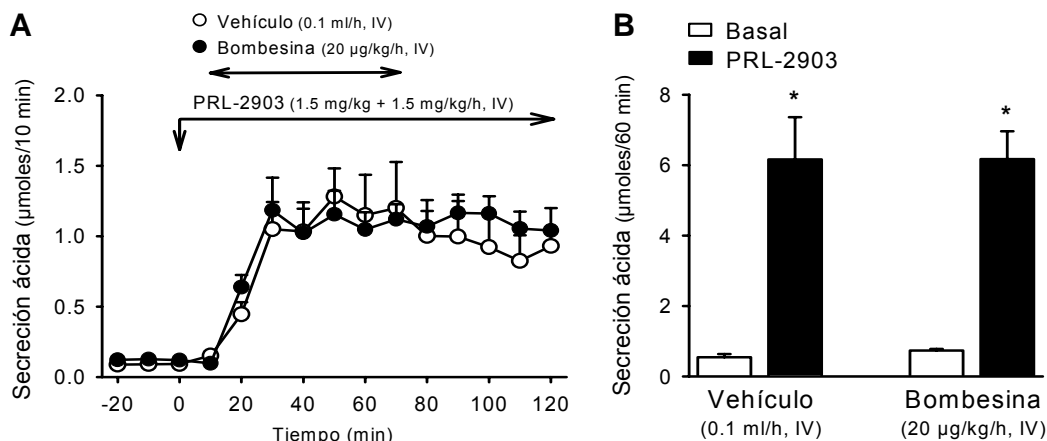 A
Vehículo (0.1 ml/h, IV)
Bombesina (20 µg/kg/h, IV)
PRL-2903 (1.5 mg/kg + 1.5 mg/kg/h, IV)
Secreción ácida (µmoles/10 min)
2.0
1.5
1.0
0.5
0.0
-20 0 20 40 60 80 100 120
Tiempo (min)
B
Basal
PRL-2903
Secreción ácida (µmoles/60 min)
8
6
4
2
0
* *
Vehículo Bombesina
(0.1 ml/h, IV) (20 µg/kg/h, IV)